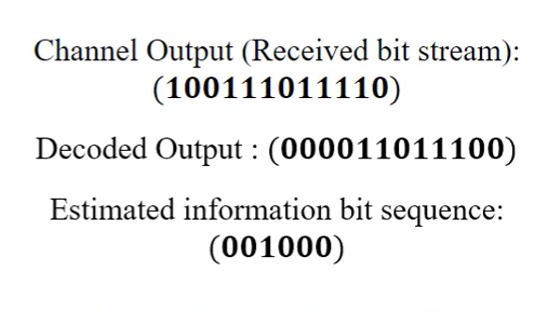 Channel Output (Received bit stream):
(100111011110)
Decoded Output : (000011011100)
Estimated information bit sequence:
(001000)